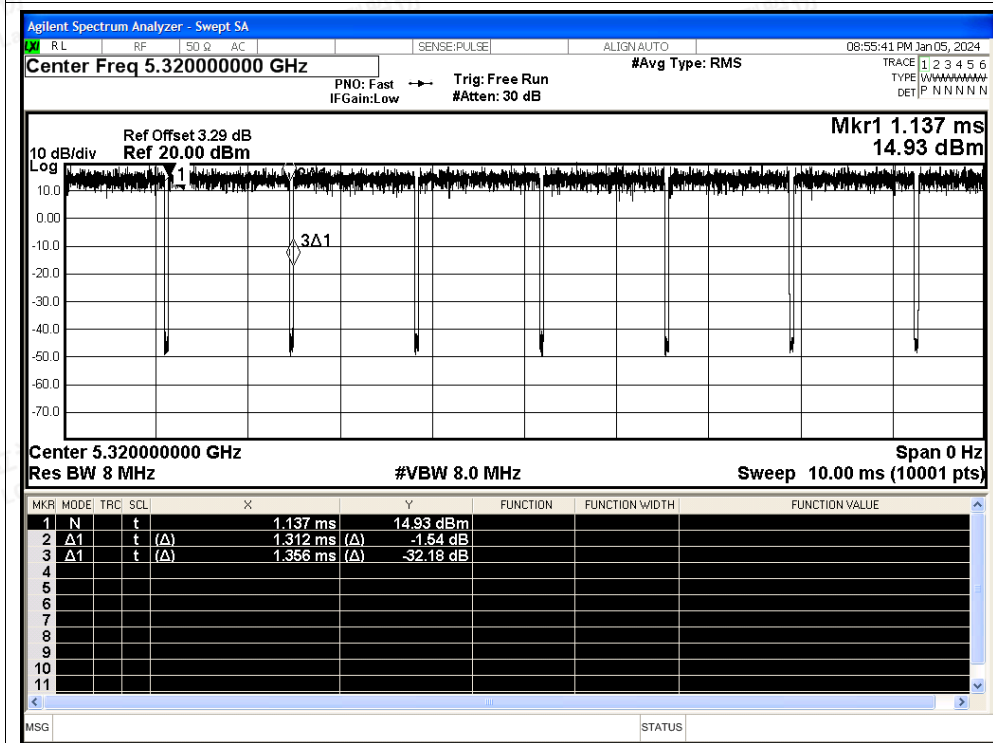 Agilent Spectrum Analyzer - Swept SA
LXI RL RF 50 Ω AC SENSE:PULSE ALIGN AUTO 08:55:41 PM Jan 05, 2024
Center Freq 5.320000000 GHz #Avg Type: RMS TRACE 1 2 3 4 5 6
PNO: Fast Trig: Free Run TYPE
IFGain:Low #Atten: 30 dB DET P N N N N N
Mkr1 1.137 ms
Ref Offset 3.29 dB
10 dB/div Ref 20.00 dBm 14.93 dBm
Log
1
10.0
0.00
3Δ1
-10.0
-20.0
-30.0
-40.0
-50.0
-60.0
-70.0
Center 5.320000000 GHz Span 0 Hz
Res BW 8 MHz #VBW 8.0 MHz Sweep 10.00 ms (10001 pts)
MKR MODE TRC SCL X Y FUNCTION FUNCTION WIDTH FUNCTION VALUE
1 N t 1.137 ms 14.93 dBm
2 Δ1 t (Δ) 1.312 ms (Δ) -1.54 dB
3 Δ1 t (Δ) 1.356 ms (Δ) -32.18 dB
4
5
6
7
8
9
10
11
MSG STATUS